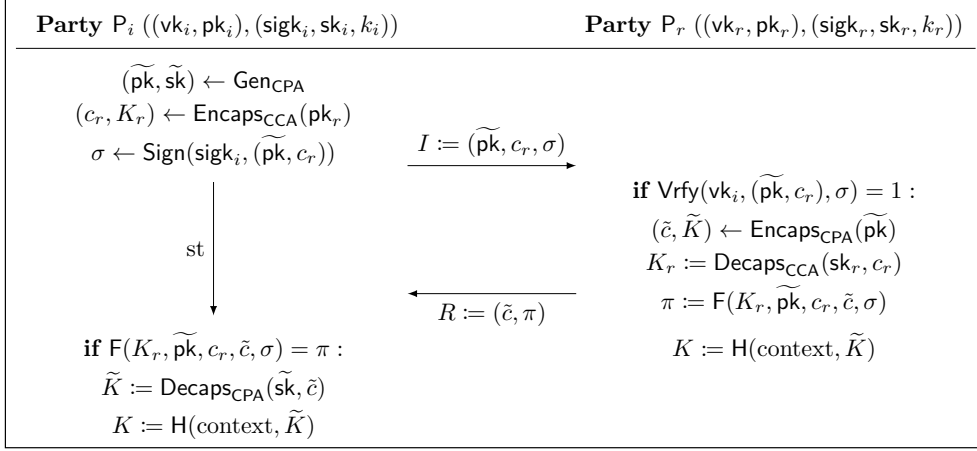 Party P_i ((vk_i, pk_i), (sigk_i, sk_i, k_i))
Party P_r ((vk_r, pk_r), (sigk_r, sk_r, k_r))
(p̃k, s̃k) ← Gen_CPA
(c_r, K_r) ← Encaps_CCA(pk_r)
σ ← Sign(sigk_i, (p̃k, c_r))
I := (p̃k, c_r, σ)
if Vrfy(vk_i, (p̃k, c_r), σ) = 1 :
(c̃, K̃) ← Encaps_CPA(p̃k)
K_r := Decaps_CCA(sk_r, c_r)
π := F(K_r, p̃k, c_r, c̃, σ)
K := H(context, K̃)
st
R := (c̃, π)
if F(K_r, p̃k, c_r, c̃, σ) = π :
K̃ := Decaps_CPA(s̃k, c̃)
K := H(context, K̃)